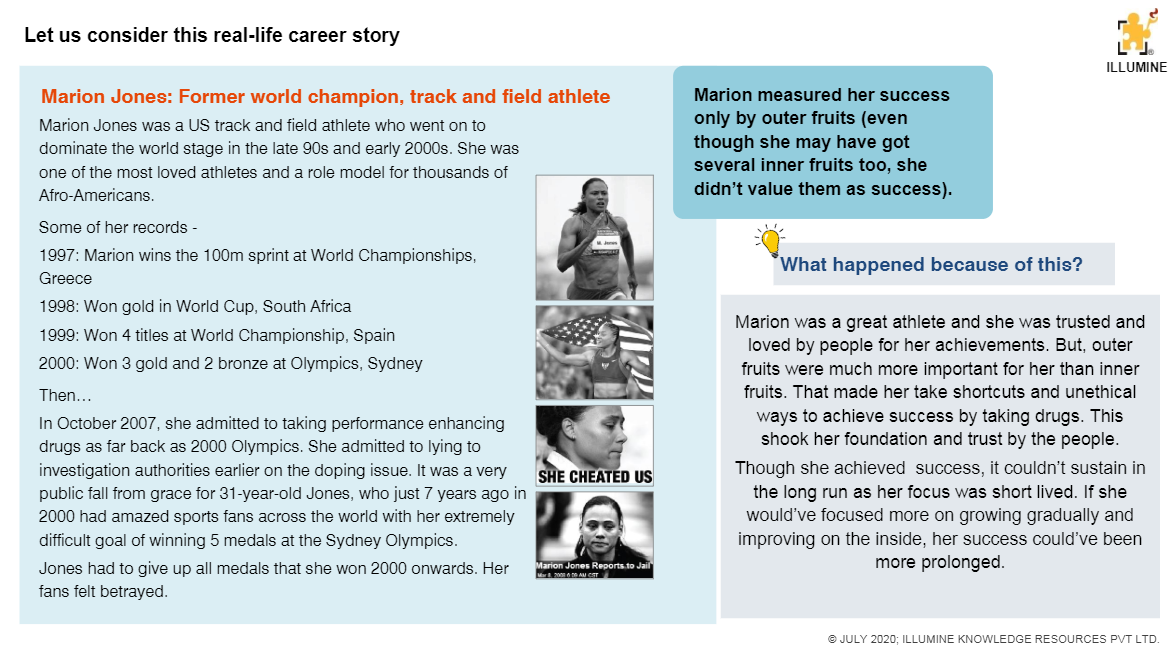 Let us consider this real-life career story
ILLUMINE
Marion Jones: Former world champion, track and field athlete
Marion Jones was a US track and field athlete who went on to
dominate the world stage in the late 90s and early 2000s. She was
one of the most loved athletes and a role model for thousands of
Afro-Americans.
Some of her records -
1997: Marion wins the 100m sprint at World Championships,
Greece
1998: Won gold in World Cup, South Africa
1999: Won 4 titles at World Championship, Spain
2000: Won 3 gold and 2 bronze at Olympics, Sydney
Then…
In October 2007, she admitted to taking performance enhancing
drugs as far back as 2000 Olympics. She admitted to lying to
investigation authorities earlier on the doping issue. It was a very
public fall from grace for 31-year-old Jones, who just 7 years ago in
2000 had amazed sports fans across the world with her extremely
difficult goal of winning 5 medals at the Sydney Olympics.
Jones had to give up all medals that she won 2000 onwards. Her
fans felt betrayed.
M. Jones
SHE CHEATED US
Marion Jones Reports to Jail
Marion measured her success
only by outer fruits (even
though she may have got
several inner fruits too, she
didn't value them as success).
What happened because of this?
Marion was a great athlete and she was trusted and
loved by people for her achievements. But, outer
fruits were much more important for her than inner
fruits. That made her take shortcuts and unethical
ways to achieve success by taking drugs. This
shook her foundation and trust by the people.
Though she achieved  success, it couldn't sustain in
the long run as her focus was short lived. If she
would've focused more on growing gradually and
improving on the inside, her success could've been
more prolonged.
© JULY 2020; ILLUMINE KNOWLEDGE RESOURCES PVT LTD.